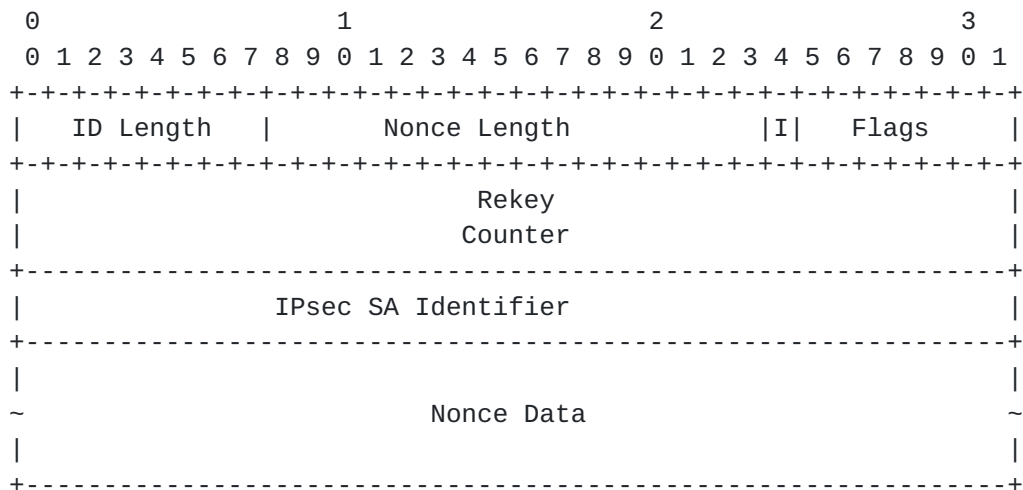 0                   1                   2                   3
 0 1 2 3 4 5 6 7 8 9 0 1 2 3 4 5 6 7 8 9 0 1 2 3 4 5 6 7 8 9 0 1
+-+-+-+-+-+-+-+-+-+-+-+-+-+-+-+-+-+-+-+-+-+-+-+-+-+-+-+-+-+-+-+-+
|   ID Length   |       Nonce Length            |I|   Flags     |
+-+-+-+-+-+-+-+-+-+-+-+-+-+-+-+-+-+-+-+-+-+-+-+-+-+-+-+-+-+-+-+-+
|                             Rekey                             |
|                            Counter                            |
+---------------------------------------------------------------+
|                IPsec SA Identifier                            |
+---------------------------------------------------------------+
|                                                               |
~                          Nonce Data                           ~
|                                                               |
+---------------------------------------------------------------+